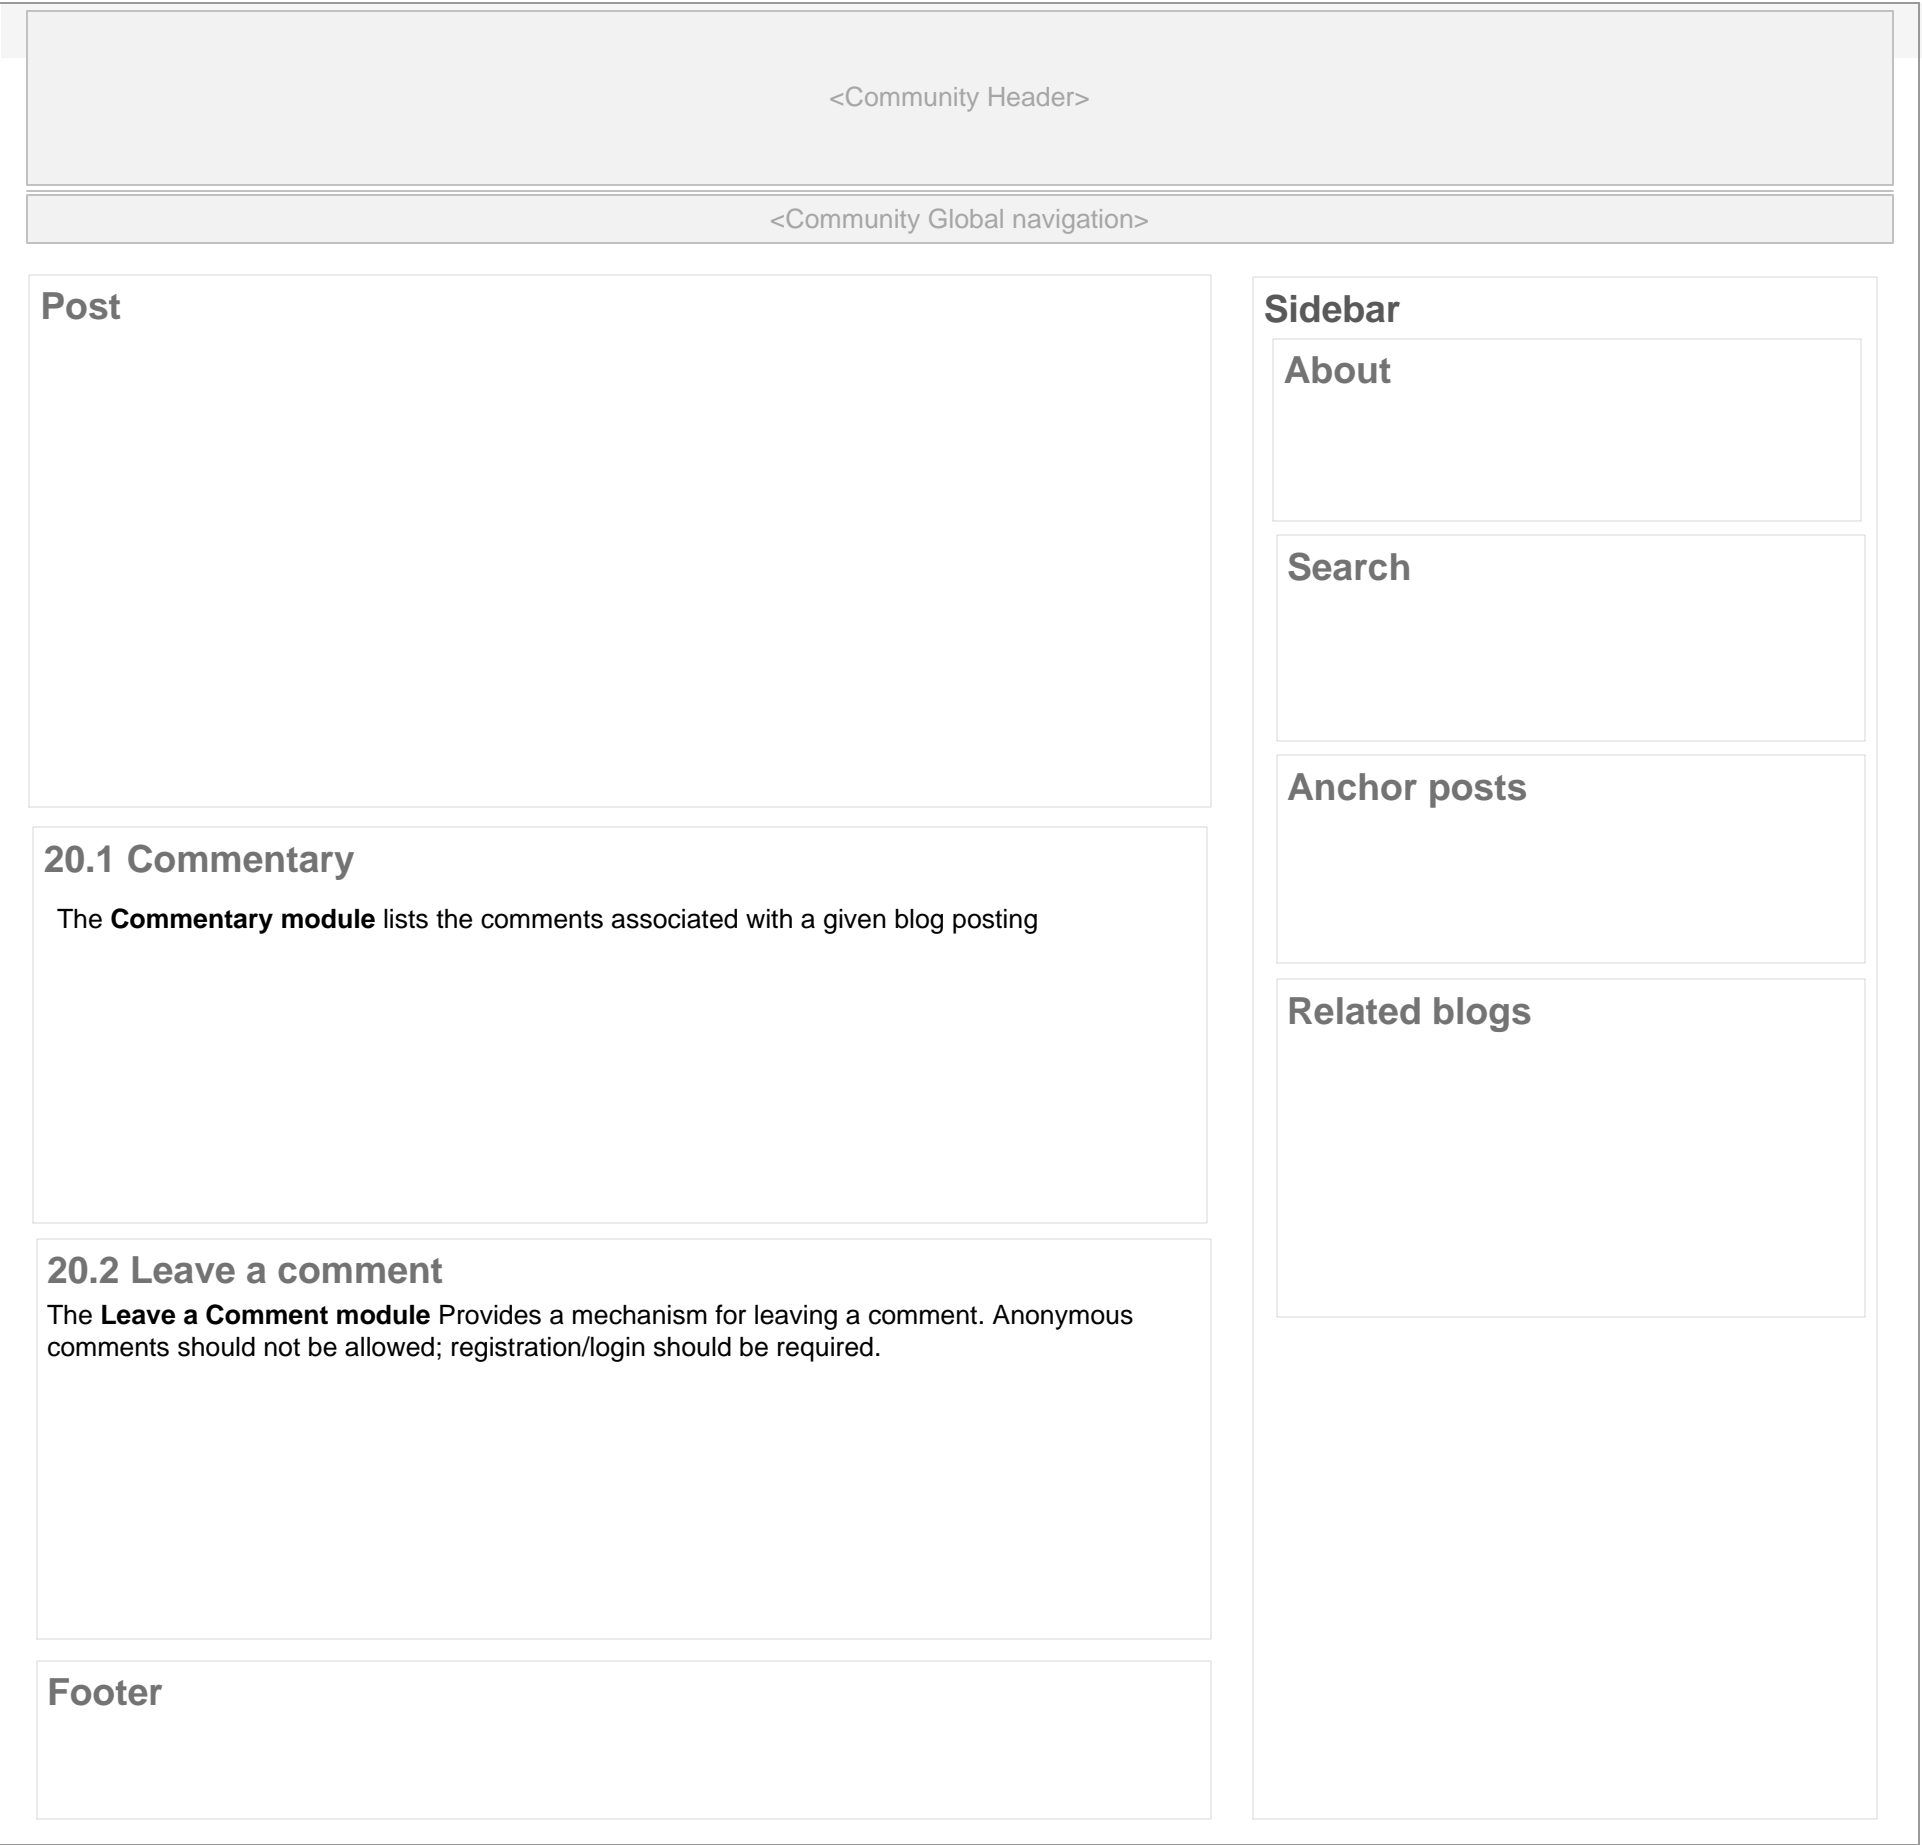 <Community Header>
<Community Global navigation>
Post
20.1 Commentary
The Commentary module lists the comments associated with a given blog posting
20.2 Leave a comment
The Leave a Comment module Provides a mechanism for leaving a comment. Anonymous
comments should not be allowed; registration/login should be required.
Footer
Sidebar
About
Search
Anchor posts
Related blogs